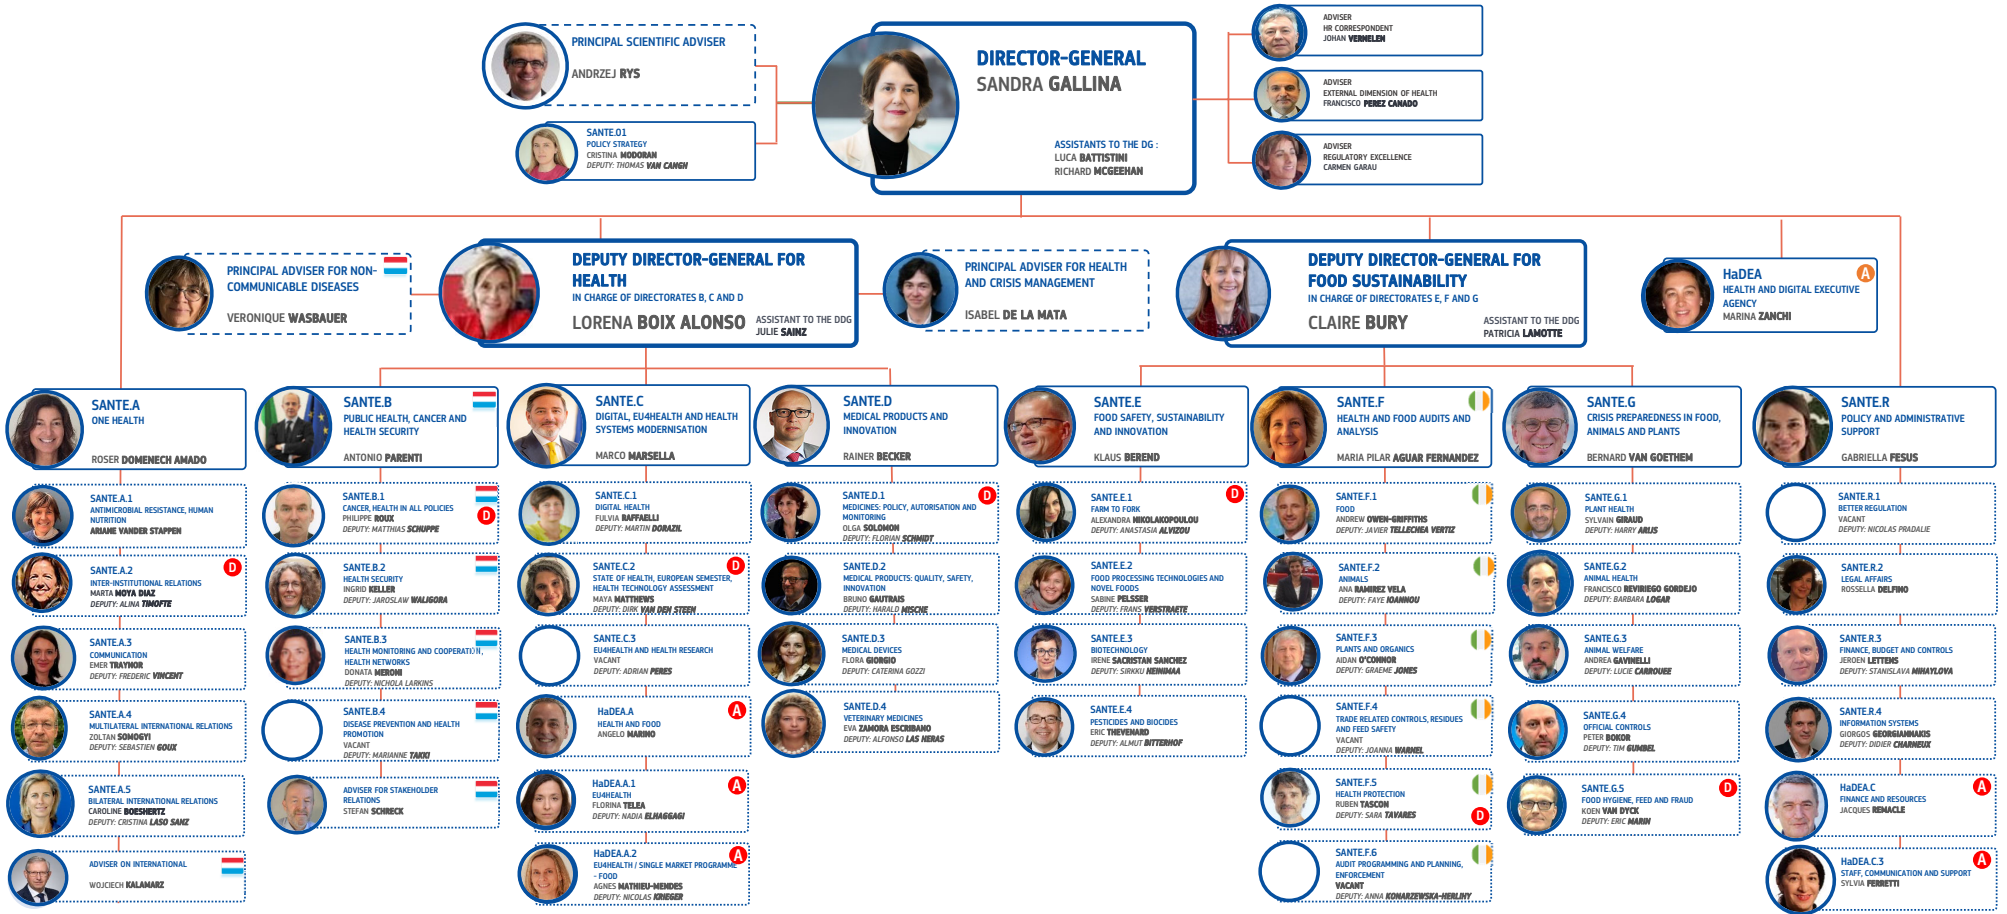 PRINCIPAL SCIENTIFIC ADVISER
ANDRZEJ RYS
SANTE.01
POLICY STRATEGY
CRISTINA MODORAN
DEPUTY: THOMAS VAN CANGH
DIRECTOR-GENERAL
SANDRA GALLINA
ASSISTANTS TO THE DG :
LUCA BATTISTINI
RICHARD MCGEEHAN
ADVISER
HR CORRESPONDENT
JOHAN VERHELEN
ADVISER
EXTERNAL DIMENSION OF HEALTH
FRANCISCO PEREZ CANADO
ADVISER
REGULATORY EXCELLENCE
CARMEN GARAU
PRINCIPAL ADVISER FOR NON-
COMMUNICABLE DISEASES
VERONIQUE WASBAUER
DEPUTY DIRECTOR-GENERAL FOR
HEALTH
IN CHARGE OF DIRECTORATES B, C AND D
LORENA BOIX ALONSO
ASSISTANT TO THE DDG
JULIE SAINZ
PRINCIPAL ADVISER FOR HEALTH
AND CRISIS MANAGEMENT
ISABEL DE LA MATA
DEPUTY DIRECTOR-GENERAL FOR
FOOD SUSTAINABILITY
IN CHARGE OF DIRECTORATES E, F AND G
CLAIRE BURY
ASSISTANT TO THE DDG
PATRICIA LAMOTTE
HaDEA
A
HEALTH AND DIGITAL EXECUTIVE
AGENCY
MARINA ZANCHI
SANTE.A
ONE HEALTH
ROSER DOMENECH AMADO
SANTE.A.1
ANTIMICROBIAL RESISTANCE, HUMAN
NUTRITION
ARIANE VANDER STAPPEN
SANTE.A.2
D
INTER-INSTITUTIONAL RELATIONS
MARTA MOYA DIAZ
DEPUTY: ALINA TIMOFTE
SANTE.A.3
COMMUNICATION
EMER TRAYNOR
DEPUTY: FREDERIC VINCENT
SANTE.A.4
MULTILATERAL INTERNATIONAL RELATIONS
ZOLTAN SOMOGYI
DEPUTY: SEBASTIEN GOUX
SANTE.A.5
BILATERAL INTERNATIONAL RELATIONS
CAROLINE BOESHERTZ
DEPUTY: CRISTINA LASO SANZ
ADVISER ON INTERNATIONAL
WOJCIECH KALAMARZ
SANTE.B
PUBLIC HEALTH, CANCER AND
HEALTH SECURITY
ANTONIO PARENTI
SANTE.B.1
CANCER, HEALTH IN ALL POLICIES
PHILIPPE ROUX
D
DEPUTY: MATTHIAS SCHUPPE
SANTE.B.2
HEALTH SECURITY
INGRID KELLER
DEPUTY: JAROSLAW WALIGORA
SANTE.B.3
HEALTH MONITORING AND COOPERATION,
HEALTH NETWORKS
DONATA MERONI
DEPUTY: NICHOLA LARKINS
SANTE.B.4
DISEASE PREVENTION AND HEALTH
PROMOTION
VACANT
DEPUTY: MARIANNE TAKKI
ADVISER FOR STAKEHOLDER
RELATIONS
STEFAN SCHRECK
SANTE.C
DIGITAL, EU4HEALTH AND HEALTH
SYSTEMS MODERNISATION
MARCO MARSELLA
SANTE.C.1
DIGITAL HEALTH
FULVIA RAFFAELLI
DEPUTY: MARTIN DORAZIL
SANTE.C.2
D
STATE OF HEALTH, EUROPEAN SEMESTER,
HEALTH TECHNOLOGY ASSESSMENT
MAYA MATTHEWS
DEPUTY: DIRK VAN DEN STEEN
SANTE.C.3
EU4HEALTH AND HEALTH RESEARCH
VACANT
DEPUTY: ADRIAN PERES
HaDEA.A
A
HEALTH AND FOOD
ANGELO MARINO
HaDEA.A.1
A
EU4HEALTH
FLORINA TELEA
DEPUTY: NADIA ELHAGGAGI
HaDEA.A.2
A
EU4HEALTH / SINGLE MARKET PROGRAMME
- FOOD
AGNES MATHIEU-MENDES
DEPUTY: NICOLAS KRIEGER
SANTE.D
MEDICAL PRODUCTS AND
INNOVATION
RAINER BECKER
SANTE.D.1
D
MEDICINES: POLICY, AUTORISATION AND
MONITORING
OLGA SOLOMON
DEPUTY: FLORIAN SCHMIDT
SANTE.D.2
MEDICAL PRODUCTS: QUALITY, SAFETY,
INNOVATION
BRUNO GAUTRAIS
DEPUTY: HARALD MISCHE
SANTE.D.3
MEDICAL DEVICES
FLORA GIORGIO
DEPUTY: CATERINA GOZZI
SANTE.D.4
VETERINARY MEDICINES
EVA ZAMORA ESCRIBANO
DEPUTY: ALFONSO LAS HERAS
SANTE.E
FOOD SAFETY, SUSTAINABILITY
AND INNOVATION
KLAUS BEREND
SANTE.E.1
D
FARM TO FORK
ALEXANDRA NIKOLAKOPOULOU
DEPUTY: ANASTASIA ALVIZOU
SANTE.E.2
FOOD PROCESSING TECHNOLOGIES AND
NOVEL FOODS
SABINE PELSSER
DEPUTY: FRANS VERSTRAETE
SANTE.E.3
BIOTECHNOLOGY
IRENE SACRISTAN SANCHEZ
DEPUTY: SIRKKU HEINIMAA
SANTE.E.4
PESTICIDES AND BIOCIDES
ERIC THEVENARD
DEPUTY: ALMUT BITTERHOF
SANTE.F
HEALTH AND FOOD AUDITS AND
ANALYSIS
MARIA PILAR AGUAR FERNANDEZ
SANTE.F.1
FOOD
ANDREW OWEN-GRIFFITHS
DEPUTY: JAVIER TELLECHEA VERTIZ
SANTE.F.2
ANIMALS
ANA RAMIREZ VELA
DEPUTY: FAYE IOANNOU
SANTE.F.3
PLANTS AND ORGANICS
AIDAN O'CONNOR
DEPUTY: GRAEME JONES
SANTE.F.4
TRADE RELATED CONTROLS, RESIDUES
AND FEED SAFETY
VACANT
DEPUTY: JOANNA WARNEL
SANTE.F.5
HEALTH PROTECTION
RUBEN TASCON
DEPUTY: SARA TAVARES
D
SANTE.F.6
AUDIT PROGRAMMING AND PLANNING,
ENFORCEMENT
VACANT
DEPUTY: ANNA KONARZEWSKA-HERLIHY
SANTE.G
CRISIS PREPAREDNESS IN FOOD,
ANIMALS AND PLANTS
BERNARD VAN GOETHEM
SANTE.G.1
PLANT HEALTH
SYLVAIN GIRAUD
DEPUTY: HARRY ARIJS
SANTE.G.2
ANIMAL HEALTH
FRANCISCO REVIRIEGO GORDEJO
DEPUTY: BARBARA LOGAR
SANTE.G.3
ANIMAL WELFARE
ANDREA GAVINELLI
DEPUTY: LUCIE CARROUEE
SANTE.G.4
OFFICIAL CONTROLS
PETER BOKOR
DEPUTY: TIM GUMBEL
SANTE.G.5
D
FOOD HYGIENE, FEED AND FRAUD
KOEN VAN DYCK
DEPUTY: ERIC MARIN
SANTE.R
POLICY AND ADMINISTRATIVE
SUPPORT
GABRIELLA FESUS
SANTE.R.1
BETTER REGULATION
VACANT
DEPUTY: NICOLAS PRADALIE
SANTE.R.2
LEGAL AFFAIRS
ROSSELLA DELFINO
SANTE.R.3
FINANCE, BUDGET AND CONTROLS
JEROEN LETTENS
DEPUTY: STANISLAVA MIHAYLOVA
SANTE.R.4
INFORMATION SYSTEMS
GIORGOS GEORGIANNAKIS
DEPUTY: DIDIER CHARNEUX
HaDEA.C
A
FINANCE AND RESOURCES
JACQUES REMACLE
HaDEA.C.3
A
STAFF, COMMUNICATION AND SUPPORT
SYLVIA FERRETTI